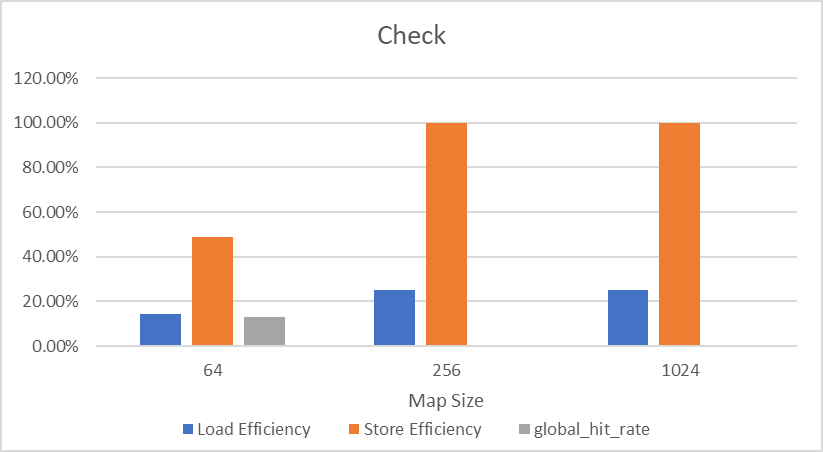 Check
120.00%
100.00%
80.00%
60.00%
40.00%
20.00%
0.00%
64 256 1024
Map Size
Load Efficiency Store Efficiency global_hit_rate